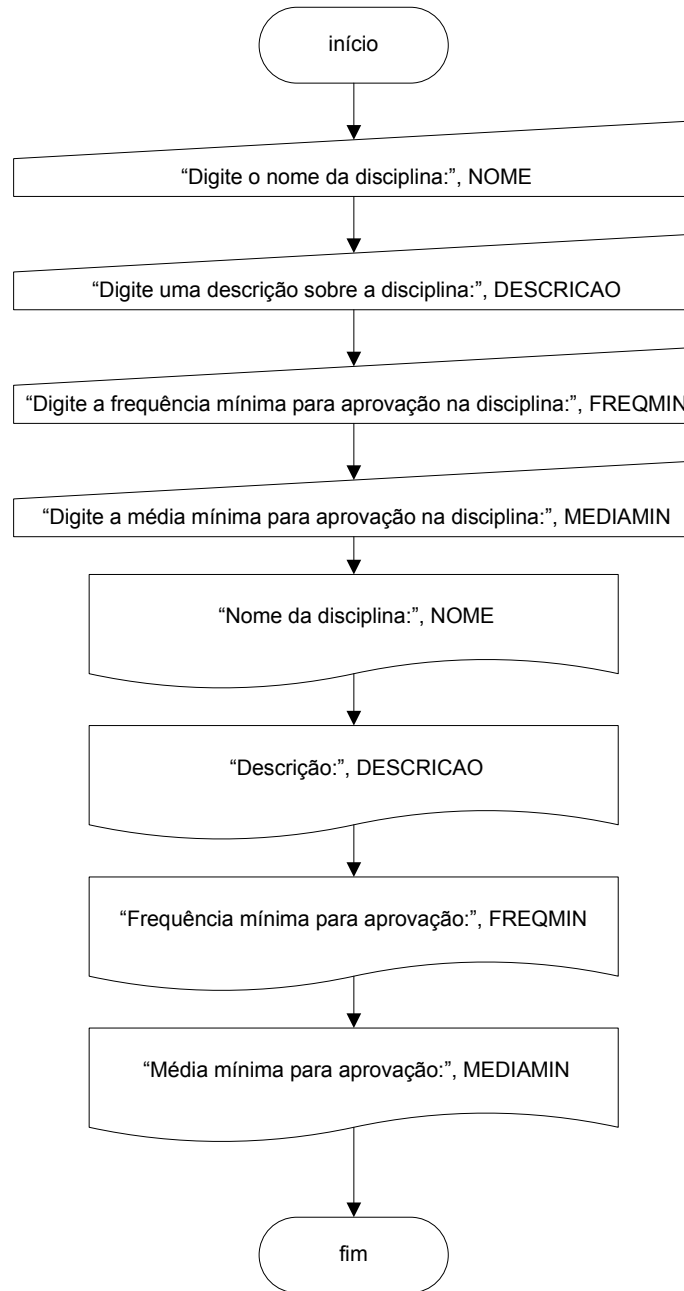 início
“Digite o nome da disciplina:”, NOME
“Digite uma descrição sobre a disciplina:”, DESCRICAO
“Digite a frequência mínima para aprovação na disciplina:”, FREQMIN
“Digite a média mínima para aprovação na disciplina:”, MEDIAMIN
“Nome da disciplina:”, NOME
“Descrição:”, DESCRICAO
“Frequência mínima para aprovação:”, FREQMIN
“Média mínima para aprovação:”, MEDIAMIN
fim